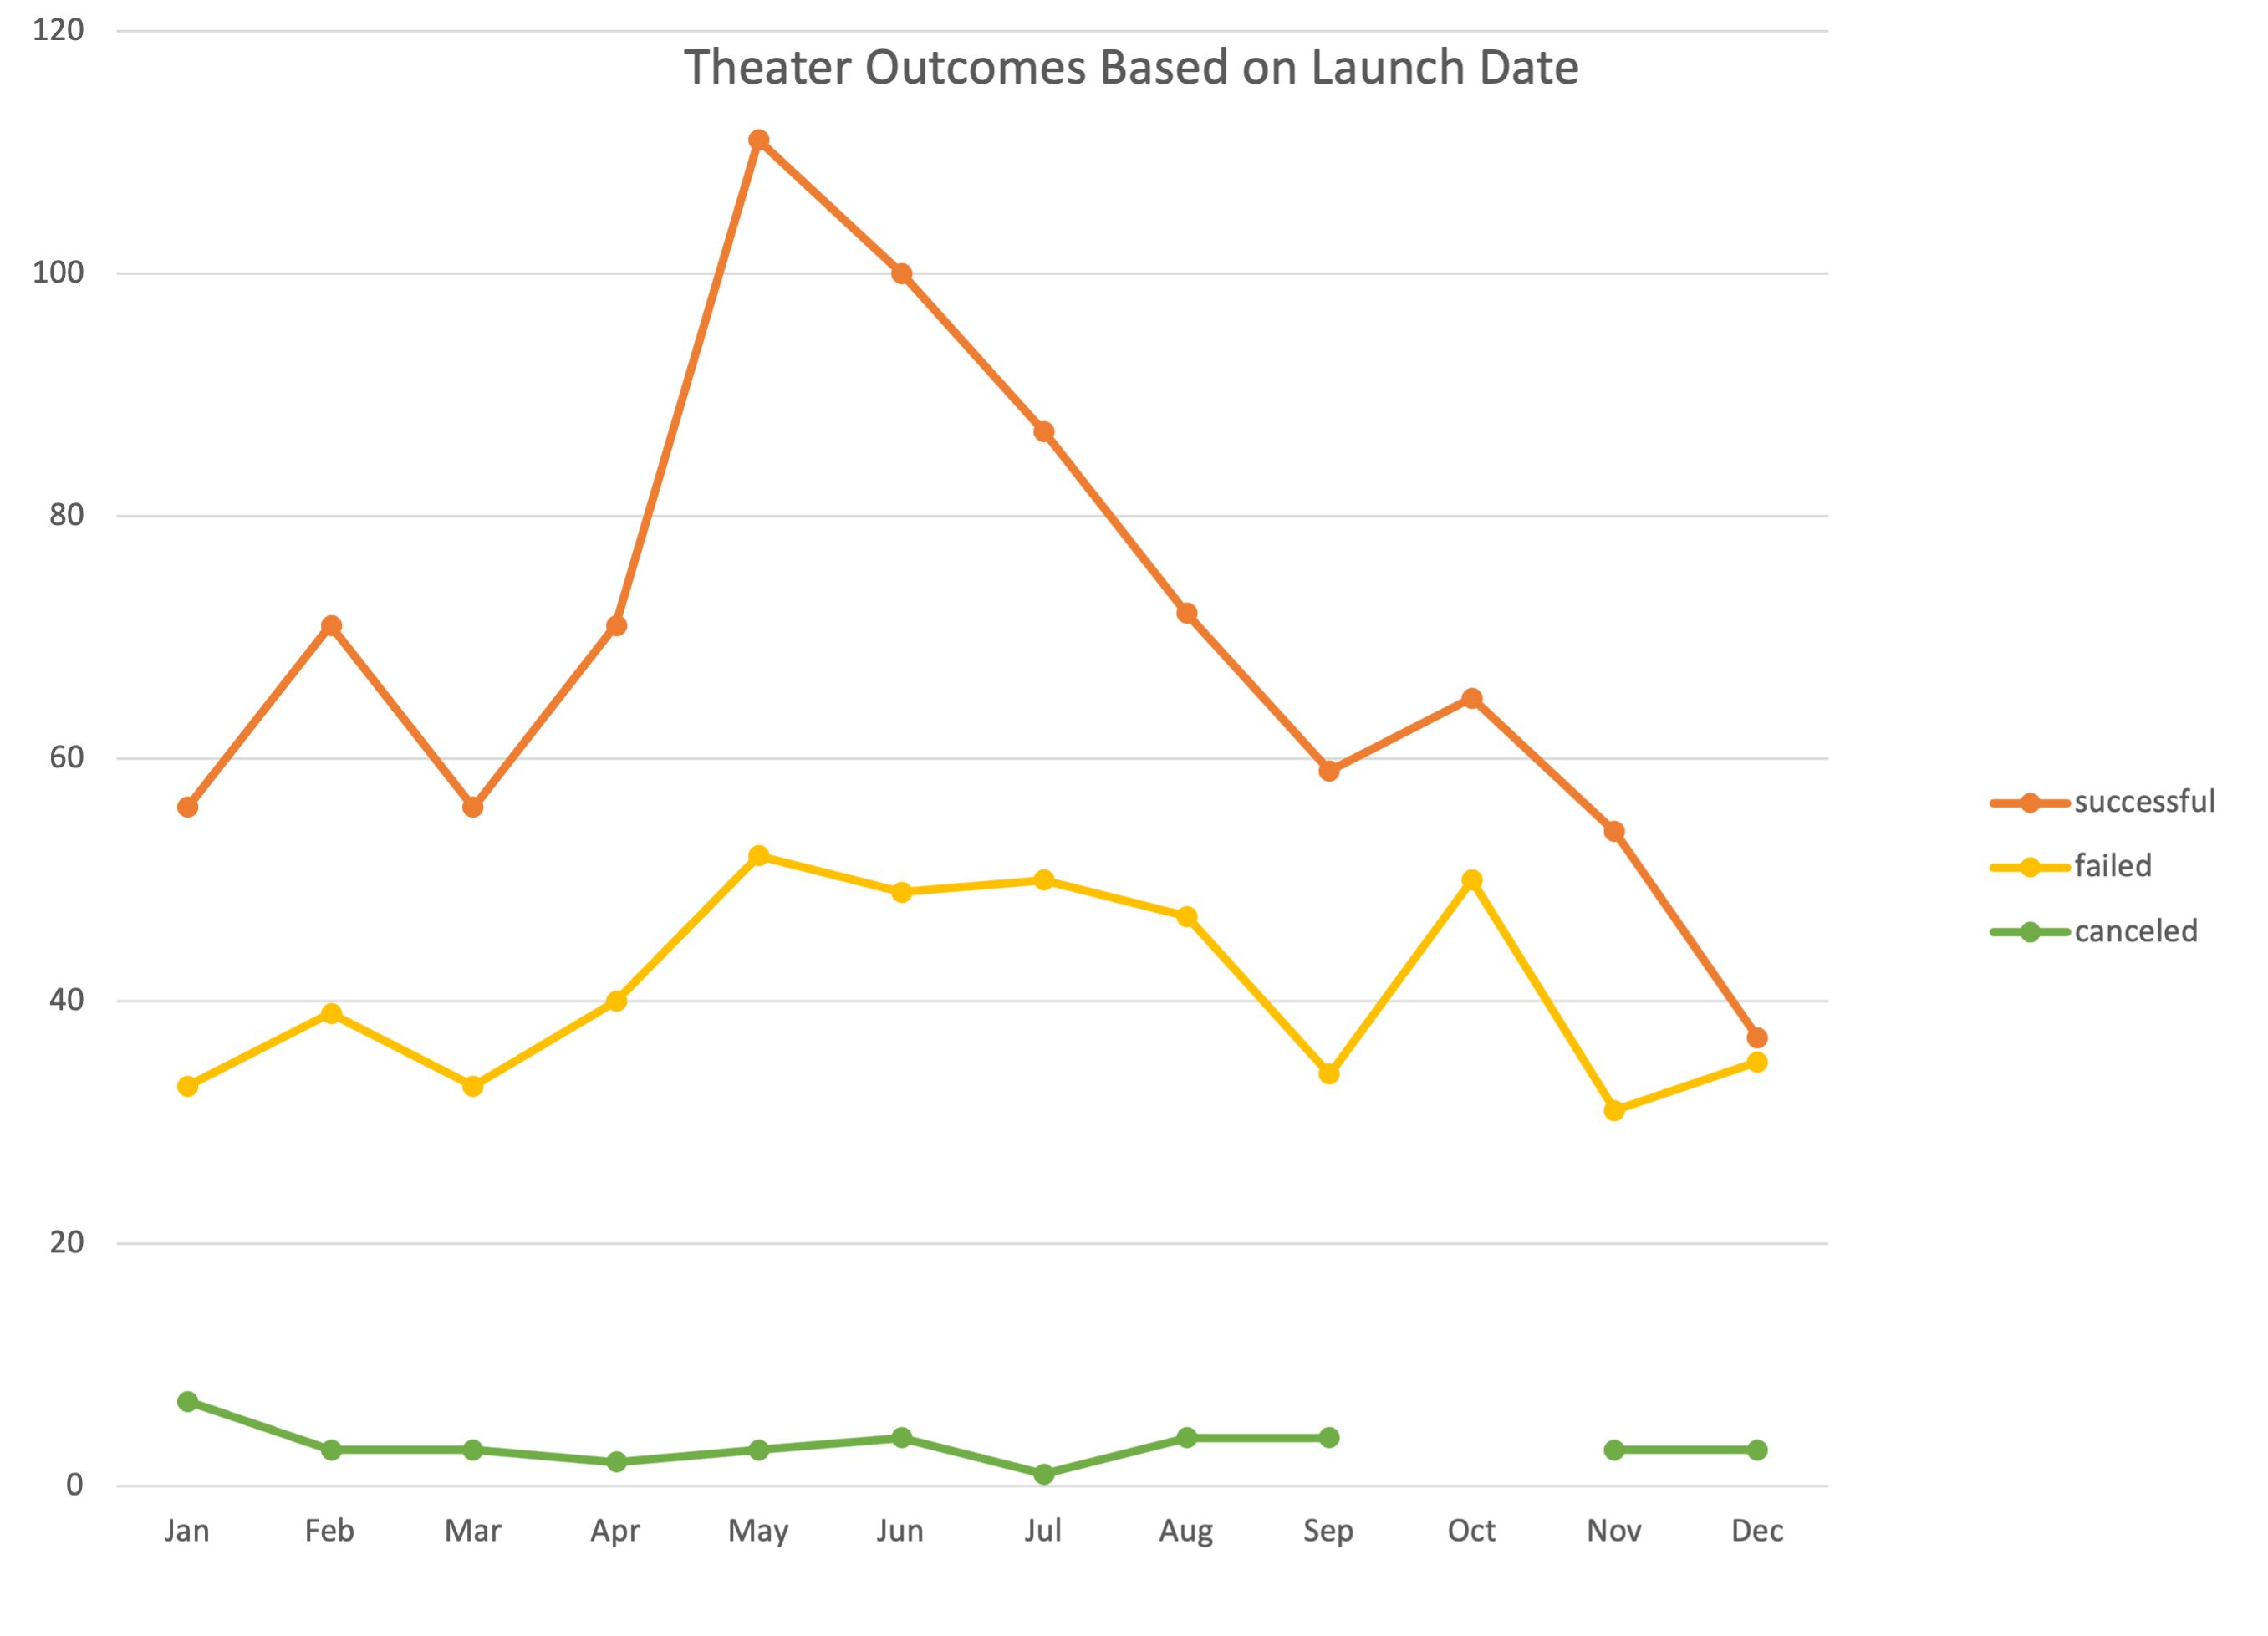 Theater Outcomes Based on Launch Date
120
100
80
60
40
20
0
Jan Feb Mar Apr May Jun Jul Aug Sep Oct Nov Dec
successful
failed
canceled